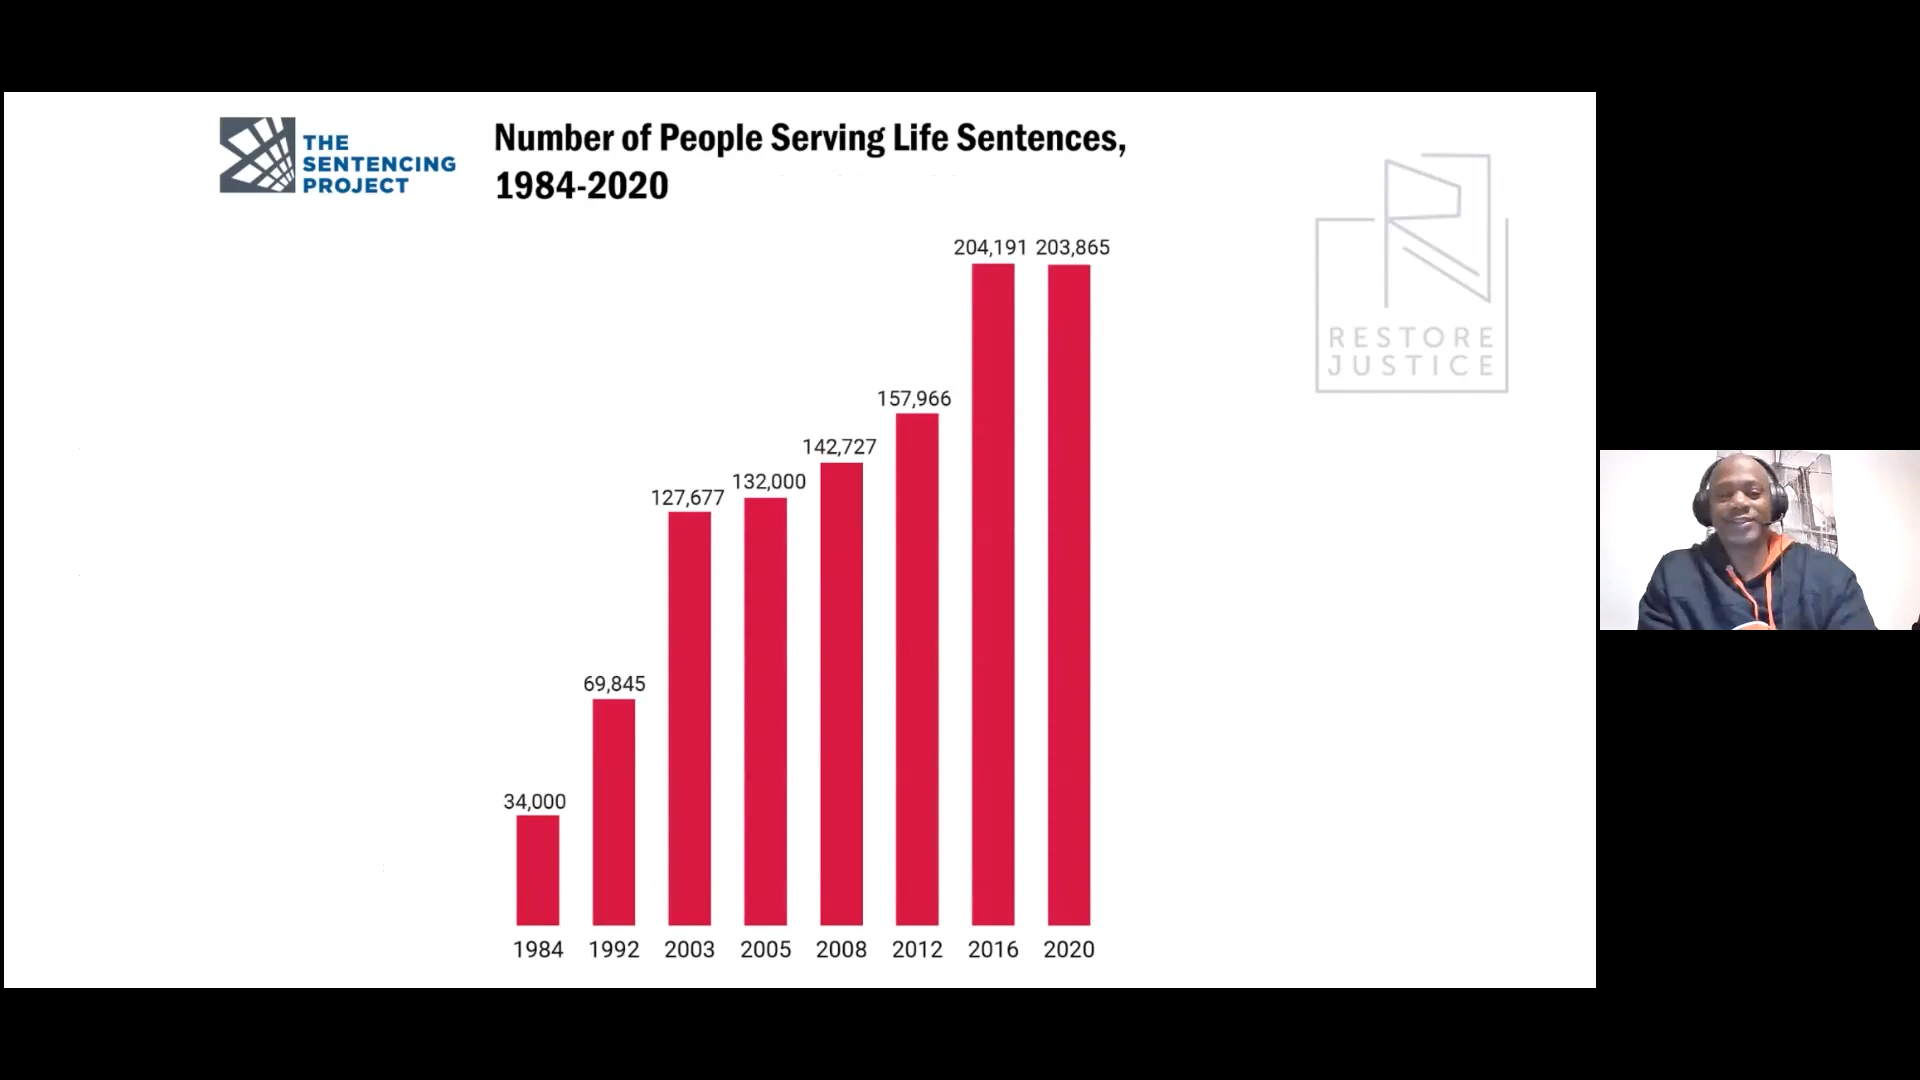 THE
SENTENCING
PROJECT
Number of People Serving Life Sentences,
1984-2020
RESTORE
JUSTICE
204,191 203,865
157,966
142,727
132,000
127,677
69,845
34,000
1984 1992 2003 2005 2008 2012 2016 2020